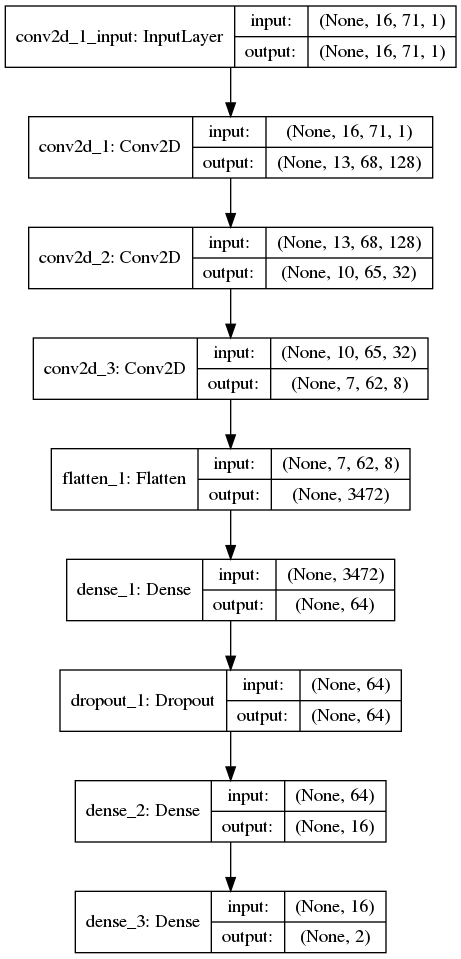 conv2d_1_input: InputLayer
input:
(None, 16, 71, 1)
output:
(None, 16, 71, 1)
conv2d_1: Conv2D
input:
(None, 16, 71, 1)
output:
(None, 13, 68, 128)
conv2d_2: Conv2D
input:
(None, 13, 68, 128)
output:
(None, 10, 65, 32)
conv2d_3: Conv2D
input:
(None, 10, 65, 32)
output:
(None, 7, 62, 8)
flatten_1: Flatten
input:
(None, 7, 62, 8)
output:
(None, 3472)
dense_1: Dense
input:
(None, 3472)
output:
(None, 64)
dropout_1: Dropout
input:
(None, 64)
output:
(None, 64)
dense_2: Dense
input:
(None, 64)
output:
(None, 16)
dense_3: Dense
input:
(None, 16)
output:
(None, 2)